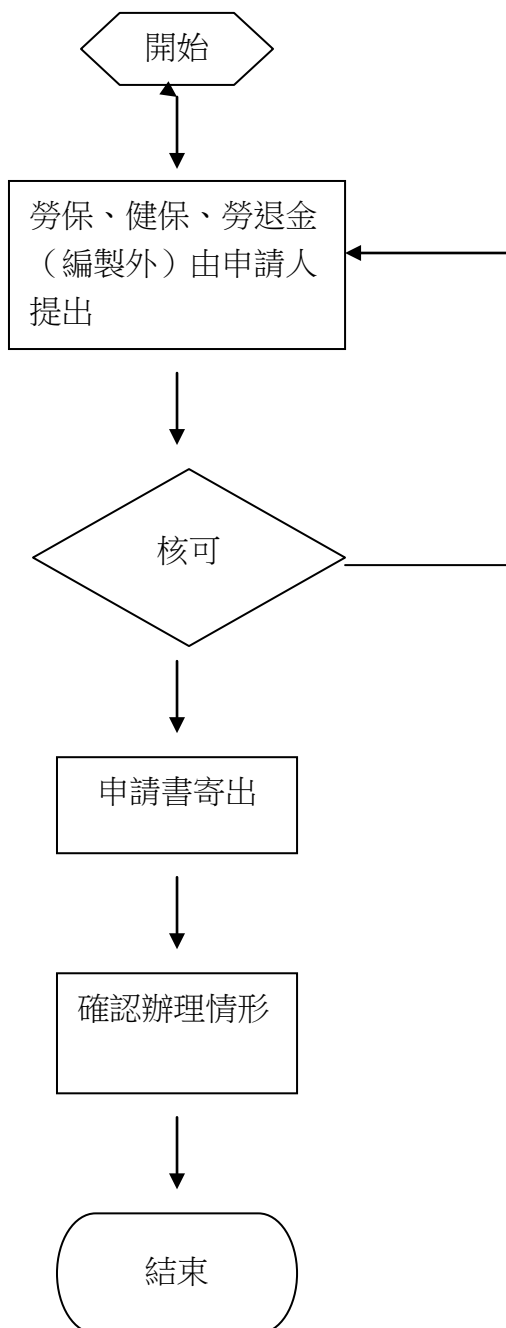 開始
勞保、健保、勞退金
（編製外）由申請人
提出
核可
申請書寄出
確認辦理情形
結束